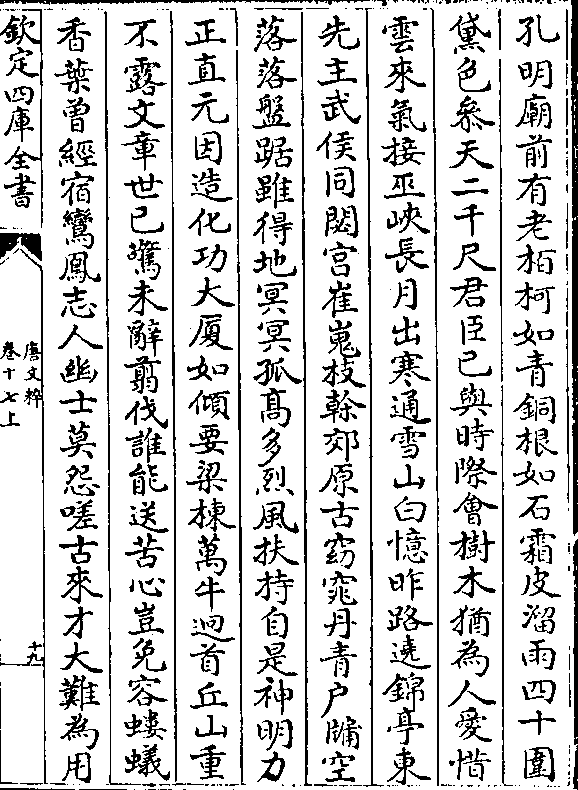 孔明廟前有老栢柯如青銅根如石霜皮溜雨四十圍
黛色叅天二千尺君臣已與時際會樹木猶為人愛惜
雲來氣接巫峽長月出寒通雪山白憶昨路遶錦亭東
先主武侯同閟宫崔嵬枝榦郊原古窈窕丹青户牖空
落落盤踞雖得地冥冥孤髙多烈風扶持自是神明力
正直元因造化功大厦如傾要梁棟萬牛迴首丘山重
不露文章世已驚未辭翦伐誰能送苦心豈免容螻蟻
香葉曾經宿鸞鳳志人幽士莫怨嗟古來才大難為用
欽定四庫全書
唐文粹
卷十七上
十九